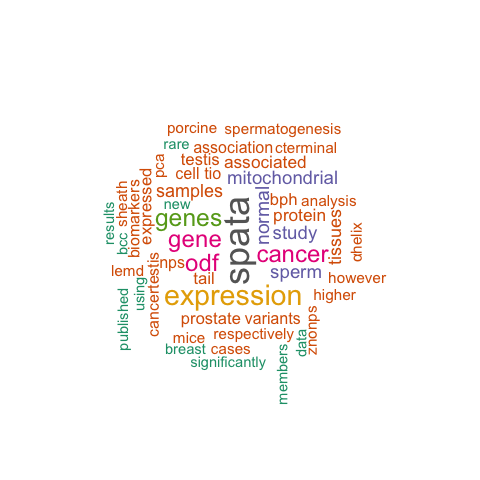 porcine spermatogenesis
rare association cterminal
pca testis associated
cell tio mitochondrial
samples
new
genes
gene
odf
nps
tail
spata
normal
bph analysis
protein
study
cancer
sperm
tissues
dhelix
however
higher
expression
results
bcc
sheath
biomarkers
expressed
lemd
using
published
cancertestis
prostate variants
mice respectively
breast cases
significantly
members
data
znonps